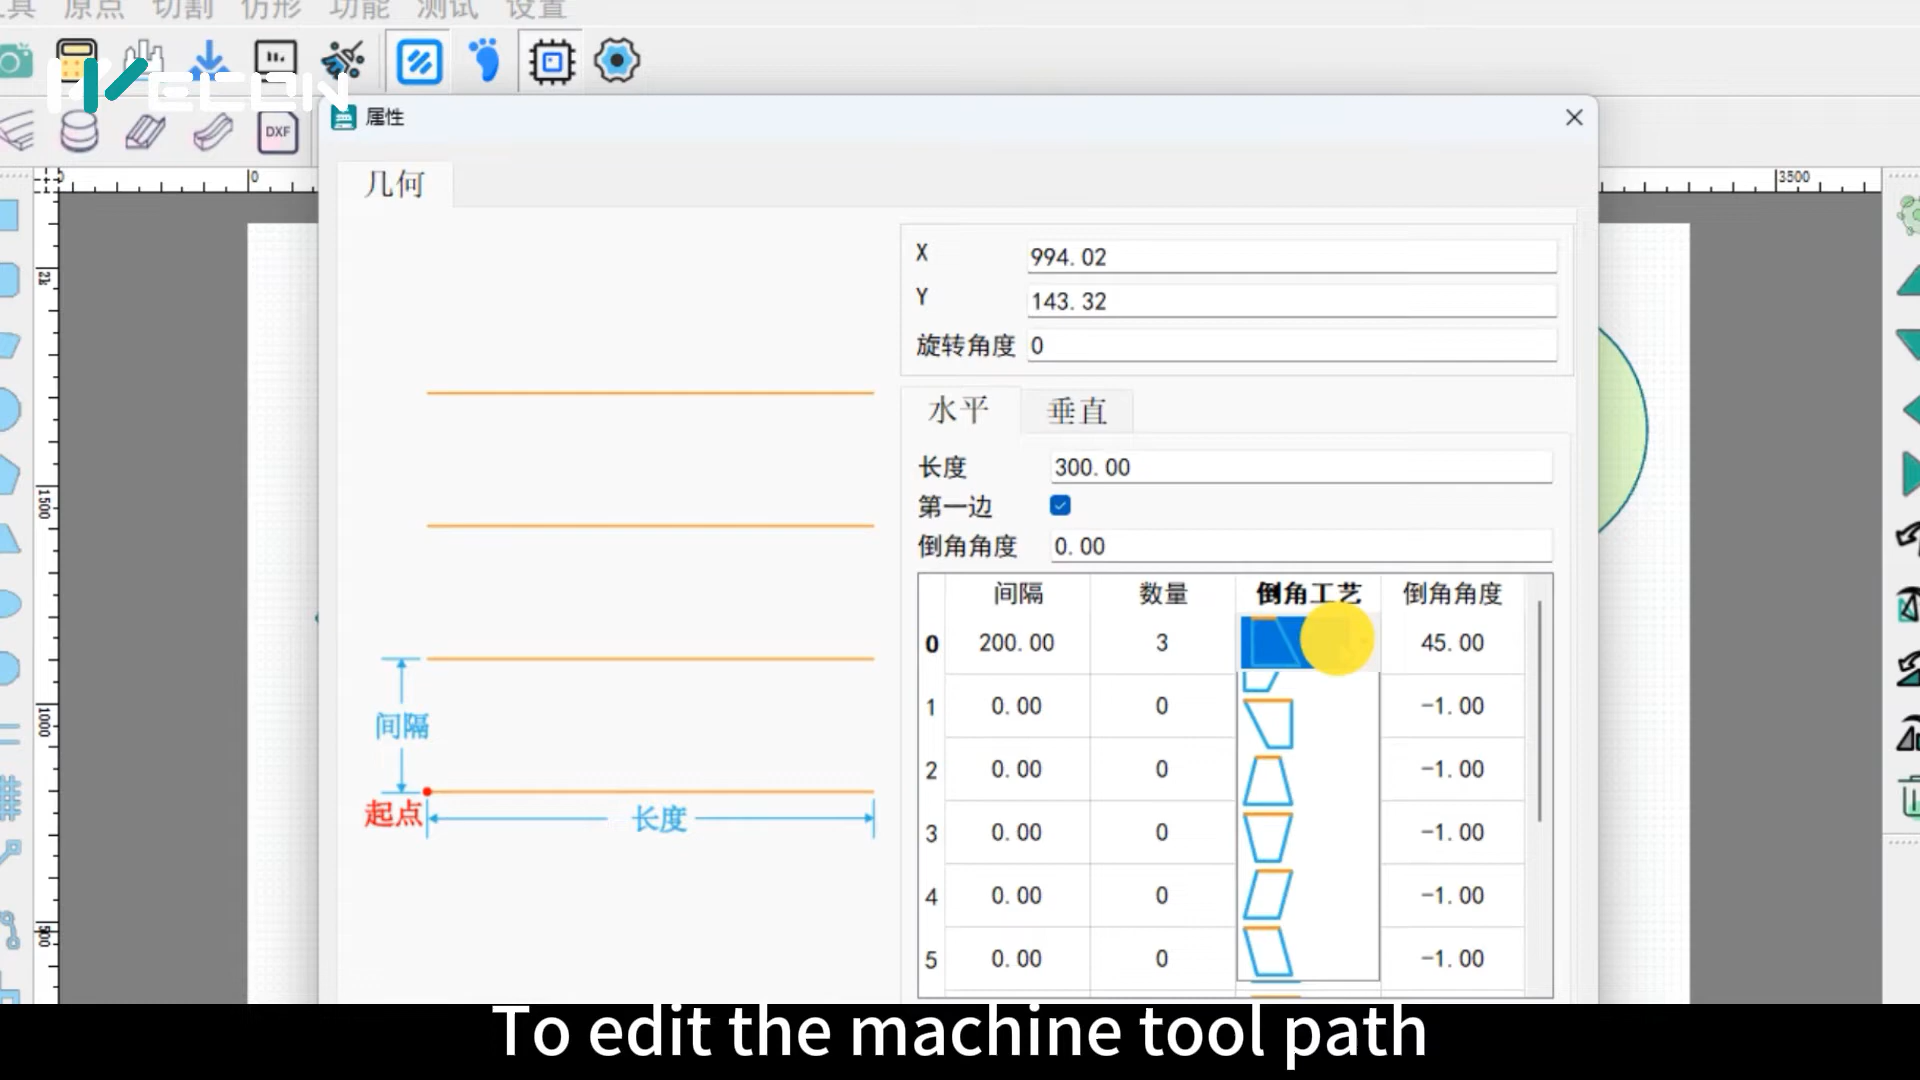 工具 原点 切割 仿形 功能 测试 设置
WECON
DXF
属性
几何
0
3500
1500
1000
500
X 994.02
Y 143.32
旋转角度 0
水平 垂直
长度 300.00
第一边
倒角角度 0.00
间隔 数量 倒角工艺 倒角角度
0 200.00 3 45.00
1 0.00 0 -1.00
2 0.00 0 -1.00
3 0.00 0 -1.00
4 0.00 0 -1.00
5 0.00 0 -1.00
间隔
起点
长度
To edit the machine tool path